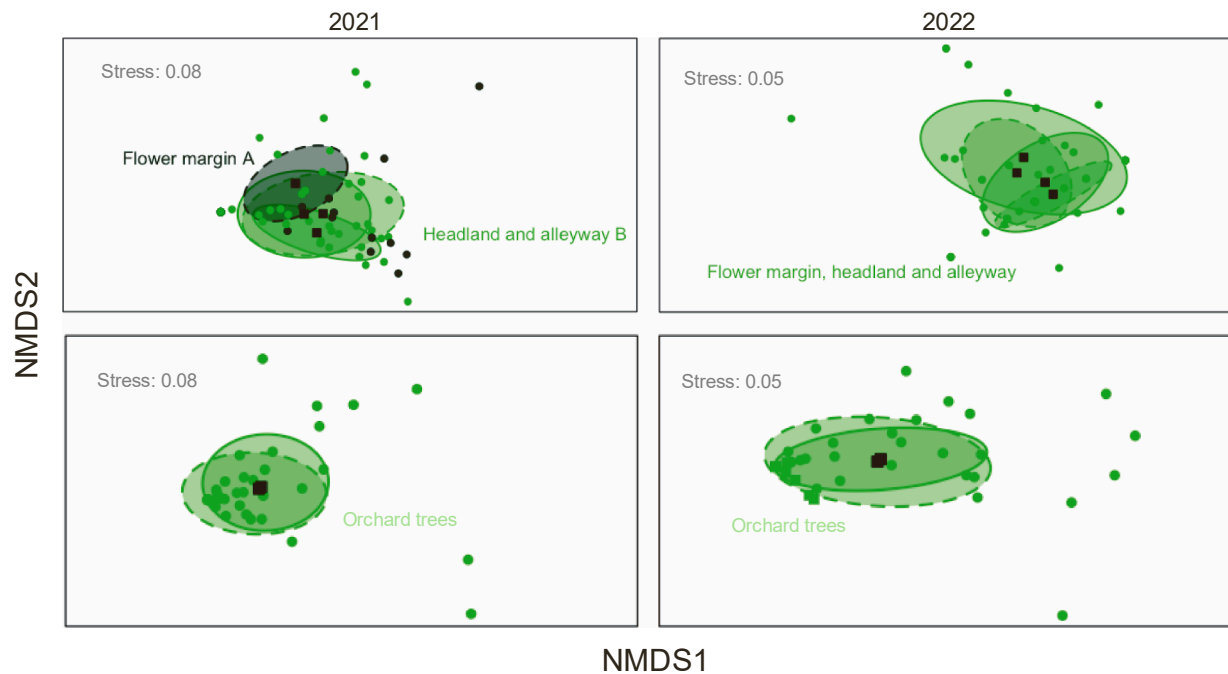 2021
2022
Stress: 0.08
Stress: 0.05
Flower margin A
Headland and alleyway B
Flower margin, headland and alleyway
NMDS2
Stress: 0.08
Stress: 0.05
Orchard trees
Orchard trees
NMDS1